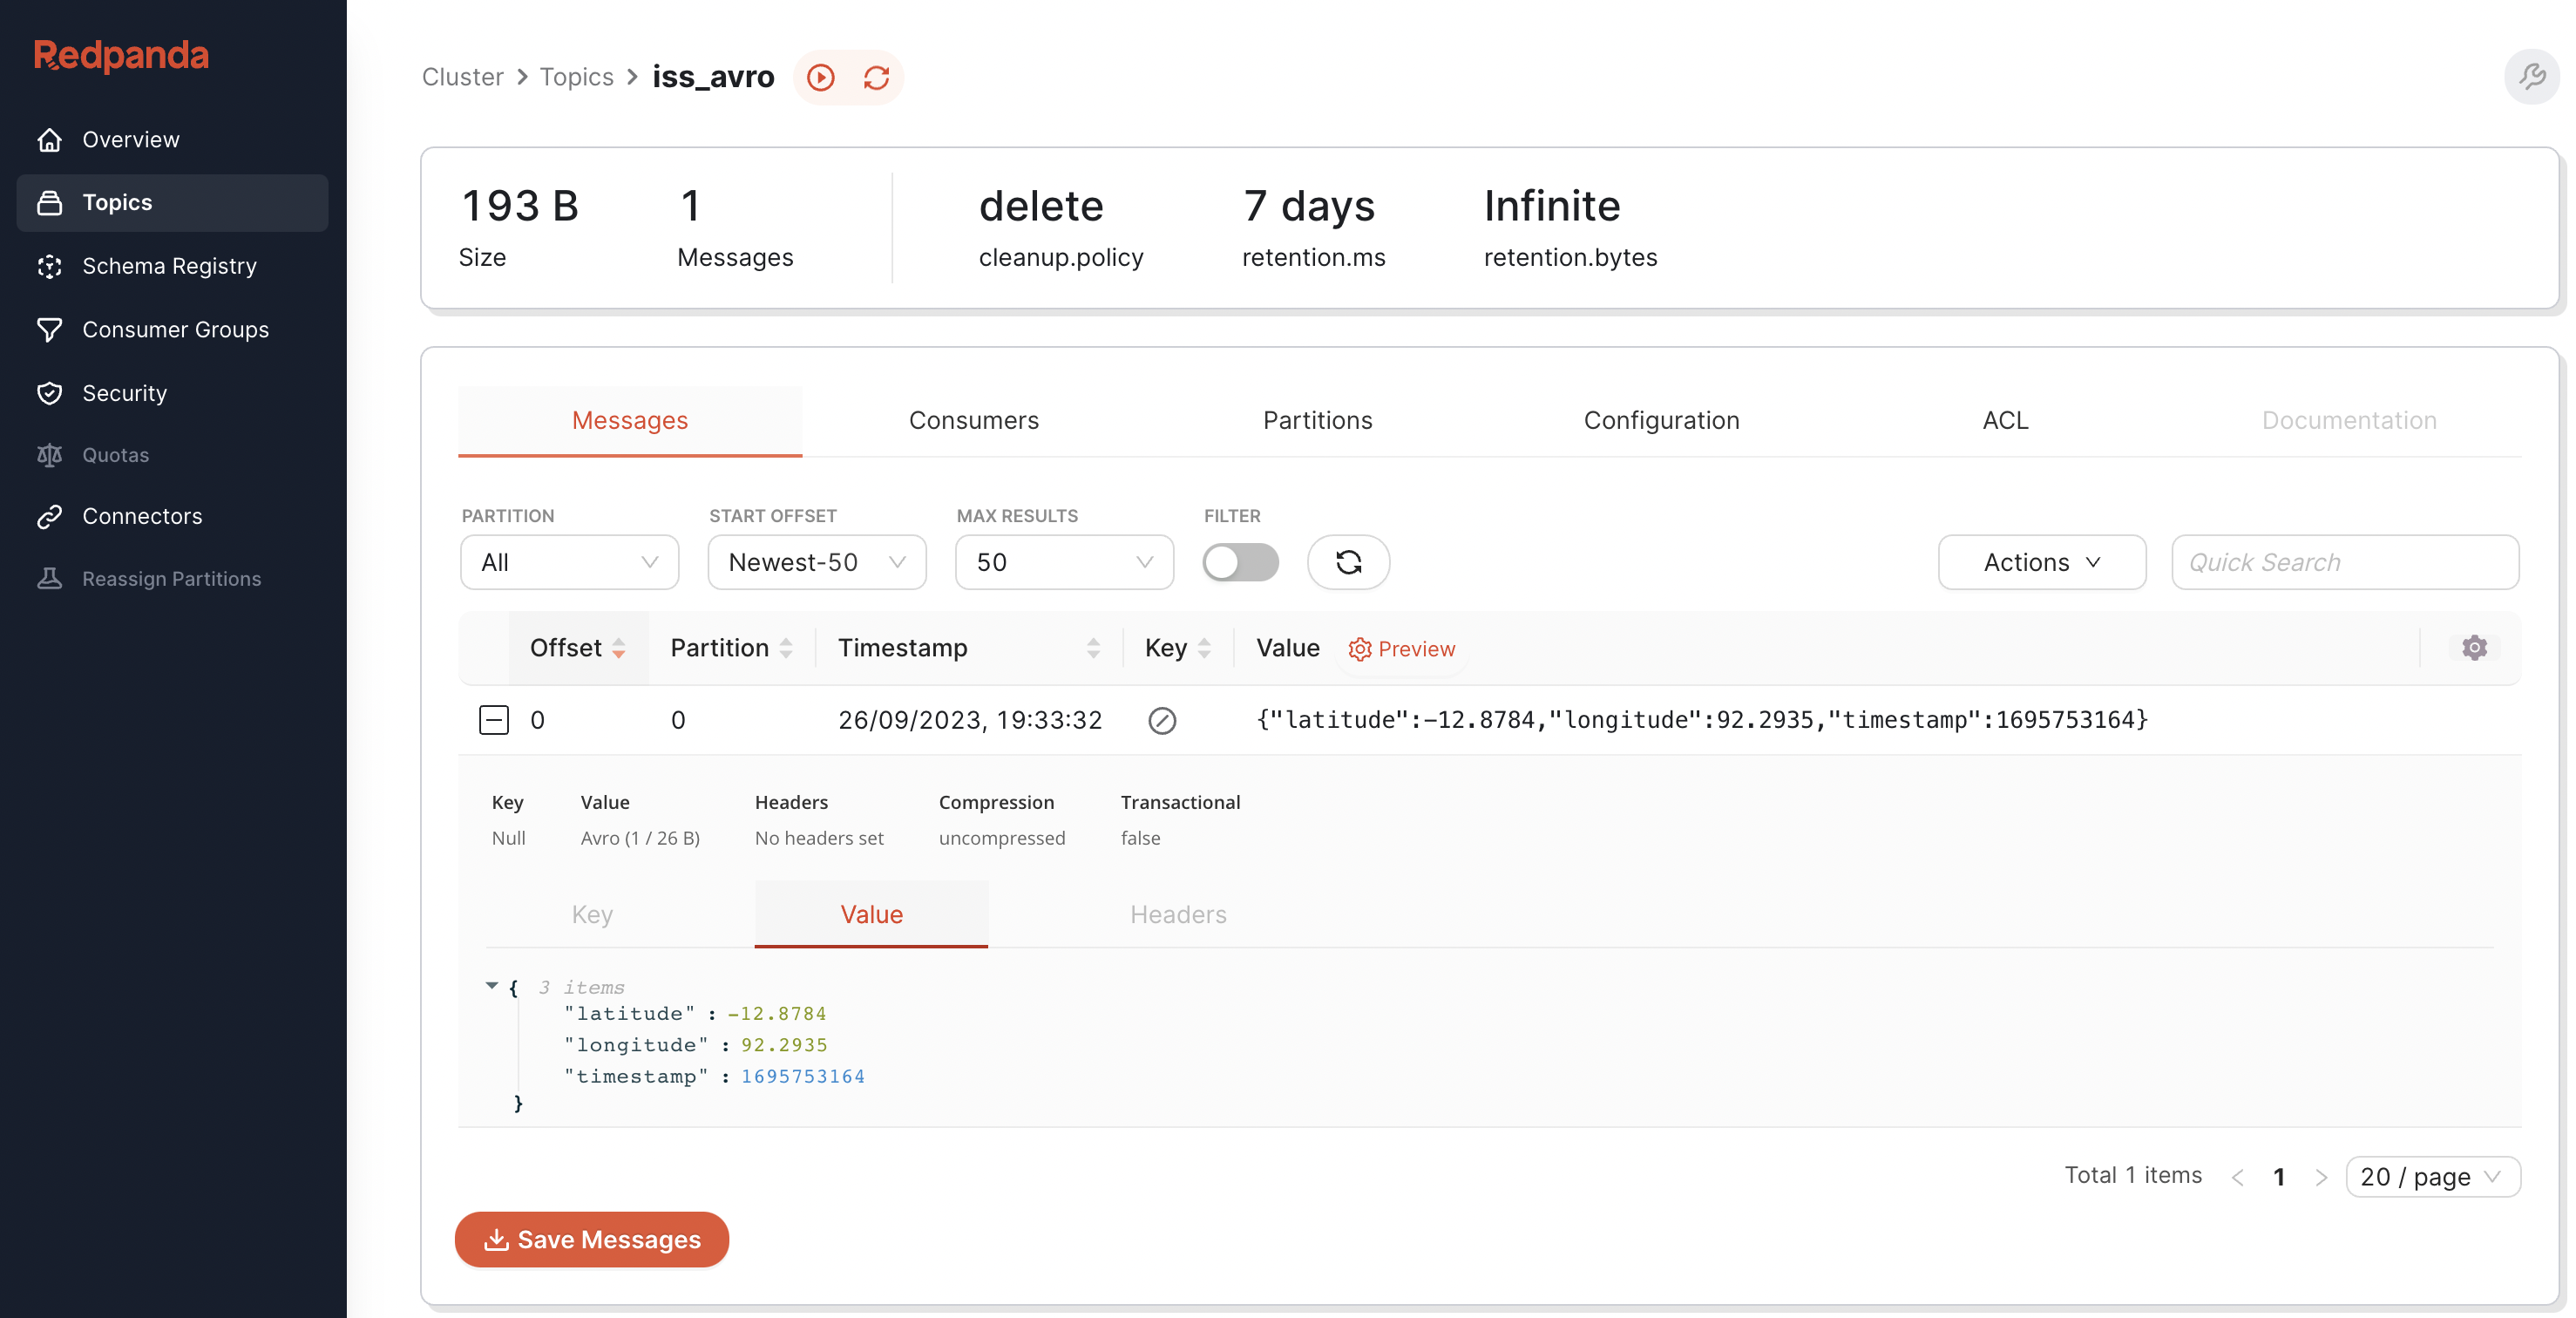 Redpanda
Overview
Topics
Schema Registry
Consumer Groups
Security
Quotas
Connectors
Reassign Partitions
Cluster > Topics > iss_avro
193 B 1 delete 7 days Infinite
Size Messages cleanup.policy retention.ms retention.bytes
Messages Consumers Partitions Configuration ACL Documentation
PARTITION START OFFSET MAX RESULTS FILTER
All Newest-50 50 Actions Quick Search
Offset Partition Timestamp Key Value Preview
0 0 26/09/2023, 19:33:32 {"latitude":-12.8784,"longitude":92.2935,"timestamp":1695753164}
Key Value Headers Compression Transactional
Null Avro (1 / 26 B) No headers set uncompressed false
Key Value Headers
{ 3 items
"latitude" : -12.8784
"longitude" : 92.2935
"timestamp" : 1695753164
}
Total 1 items < 1 > 20 / page
Save Messages